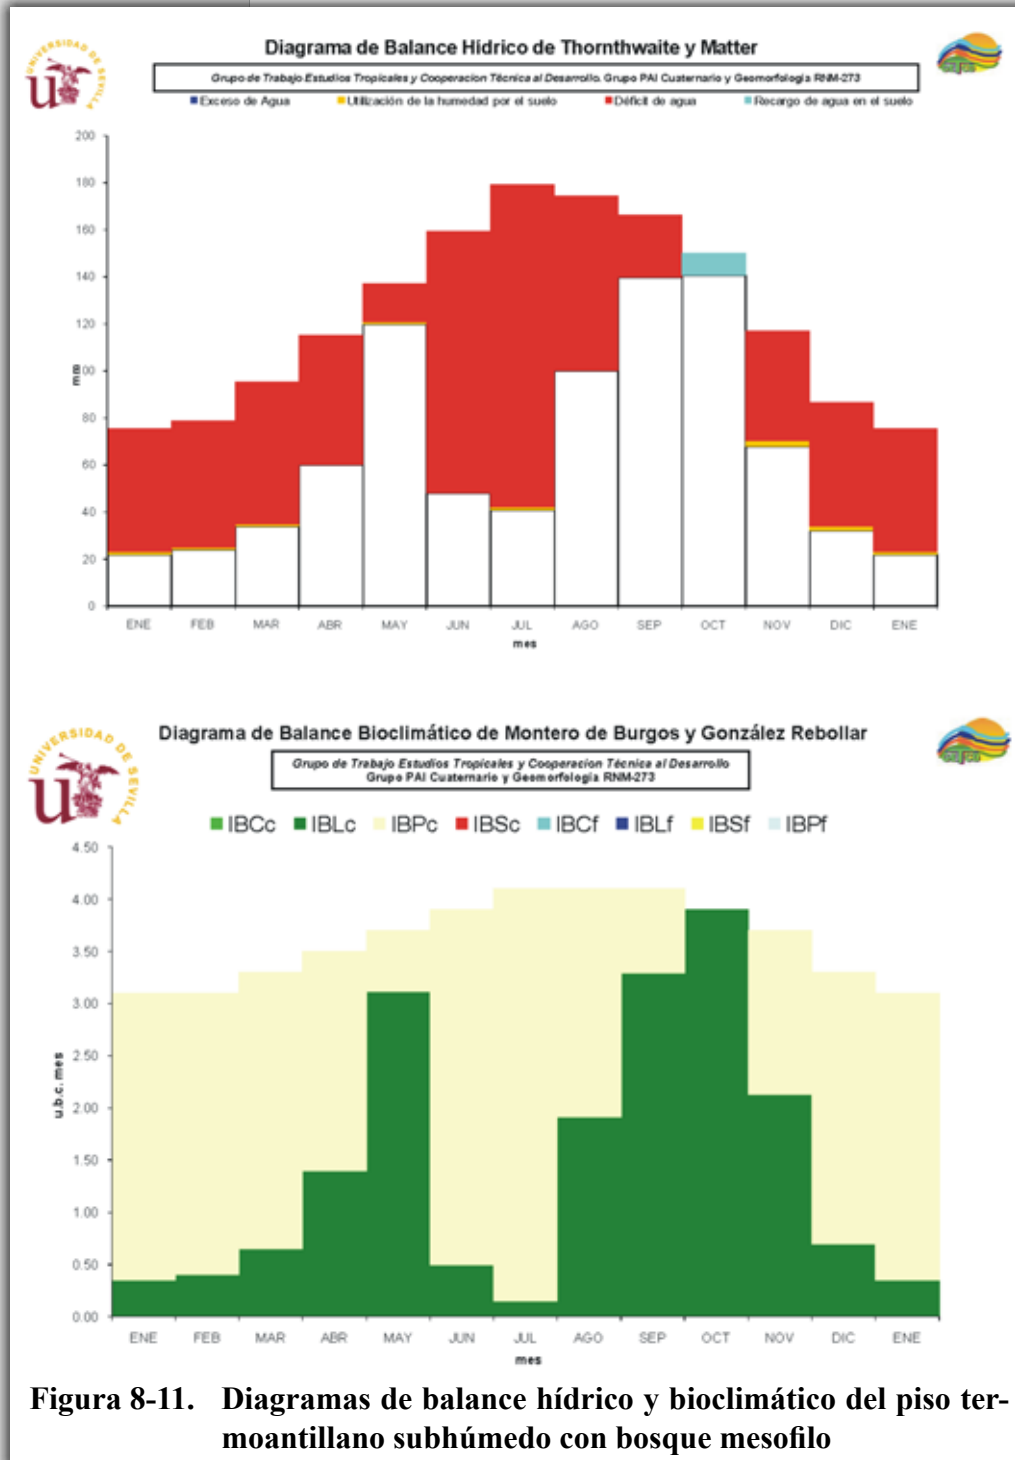 Diagrama de Balance Hídrico de Thornthwaite y Matter
UNIVERSIDAD DE SEVILLA
Grupo de Trabajo Estudios Tropicales y Cooperacion Técnica al Desarrollo. Grupo PAI Cuaternario y Geomorfología RNM-273
Exceso de Agua Utilización de la humedad por el suelo Déficit de agua Recargo de agua en el suelo
200
180
160
140
120
100
80
60
40
20
0
mm
ENE FEB MAR ABR MAY JUN JUL AGO SEP OCT NOV DIC ENE
mes
Diagrama de Balance Bioclimático de Montero de Burgos y González Rebollar
UNIVERSIDAD DE SEVILLA
Grupo de Trabajo Estudios Tropicales y Cooperacion Técnica al Desarrollo
Grupo PAI Cuaternario y Geomorfología RNM-273
IBCc IBLc IBPc IBSc IBCf IBLf IBSf IBPf
4.50
4.00
3.50
3.00
2.50
2.00
1.50
1.00
0.50
0.00
u.b.c. mes
ENE FEB MAR ABR MAY JUN JUL AGO SEP OCT NOV DIC ENE
mes
Figura 8-11. Diagramas de balance hídrico y bioclimático del piso ter-
moantillano subhúmedo con bosque mesofilo